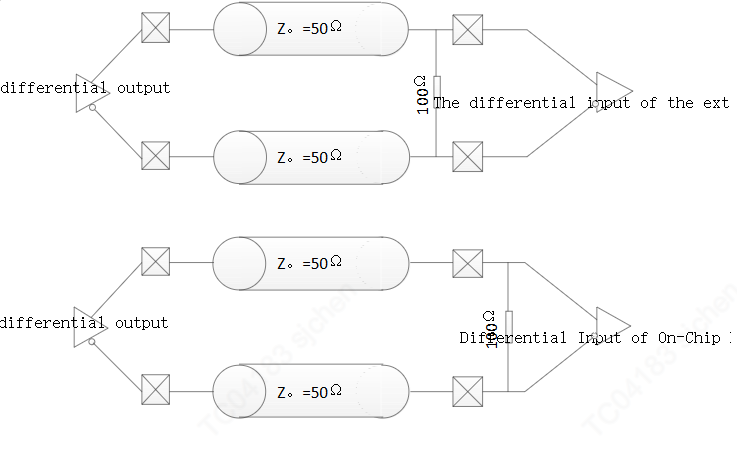 Z。=50Ω
differential output
100Ω
The differential input of the ext
Z。=50Ω
Z。=50Ω
differential output
100Ω
Differential Input of On-Chip
Z。=50Ω
TC04183 sjchen
TC04183 sjchen